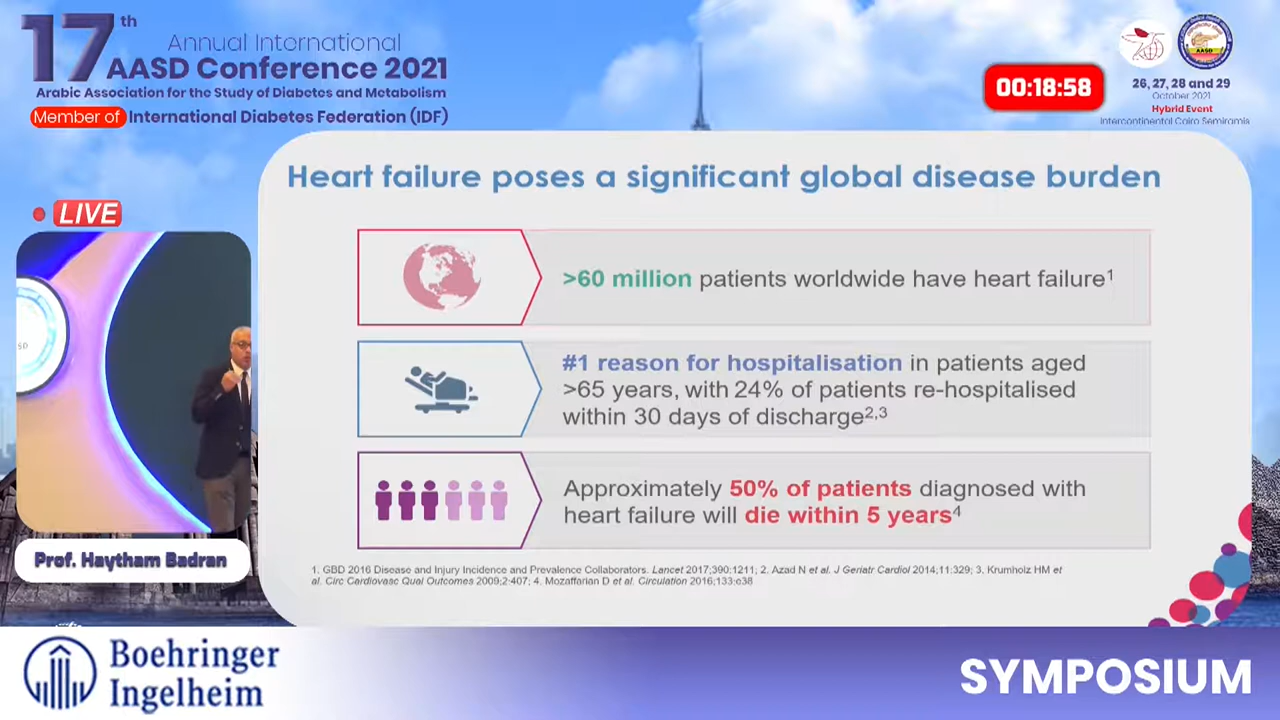 17th
Annual International
AASD Conference 2021
Arabic Association for the Study of Diabetes and Metabolism
Member of International Diabetes Federation (IDF)
00:18:58
AASD
26, 27, 28 and 29
October 2021
Hybrid Event
Intercontinental Cairo Semiramis
LIVE
Prof. Haytham Badran
Heart failure poses a significant global disease burden
>60 million patients worldwide have heart failure1
#1 reason for hospitalisation in patients aged
>65 years, with 24% of patients re-hospitalised
within 30 days of discharge2,3
Approximately 50% of patients diagnosed with
heart failure will die within 5 years4
1. GBD 2016 Disease and Injury Incidence and Prevalence Collaborators. Lancet 2017;390:1211; 2. Azad N et al. J Geriatr Cardiol 2014;11:329; 3. Krumholz HM et
al. Circ Cardiovasc Qual Outcomes 2009;2:407; 4. Mozaffarian D et al. Circulation 2016;133:e38
Boehringer
Ingelheim
SYMPOSIUM